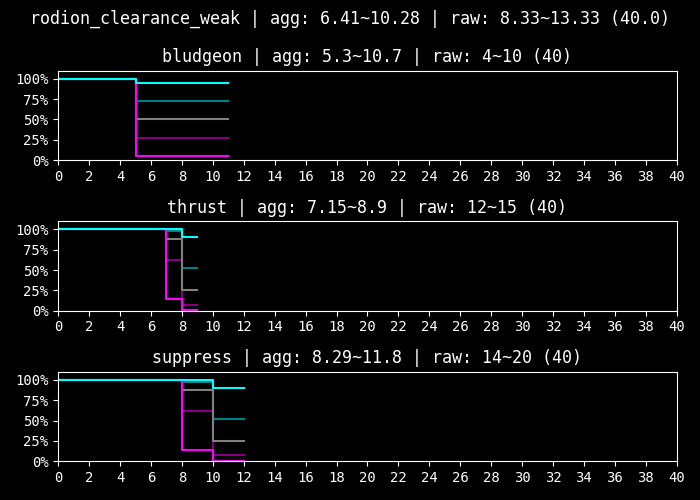 rodion_clearance_weak | agg: 6.41~10.28 | raw: 8.33~13.33 (40.0)
bludgeon | agg: 5.3~10.7 | raw: 4~10 (40)
100%
75%
50%
25%
0%
0 2 4 6 8 10 12 14 16 18 20 22 24 26 28 30 32 34 36 38 40
thrust | agg: 7.15~8.9 | raw: 12~15 (40)
100%
75%
50%
25%
0%
0 2 4 6 8 10 12 14 16 18 20 22 24 26 28 30 32 34 36 38 40
suppress | agg: 8.29~11.8 | raw: 14~20 (40)
100%
75%
50%
25%
0%
0 2 4 6 8 10 12 14 16 18 20 22 24 26 28 30 32 34 36 38 40